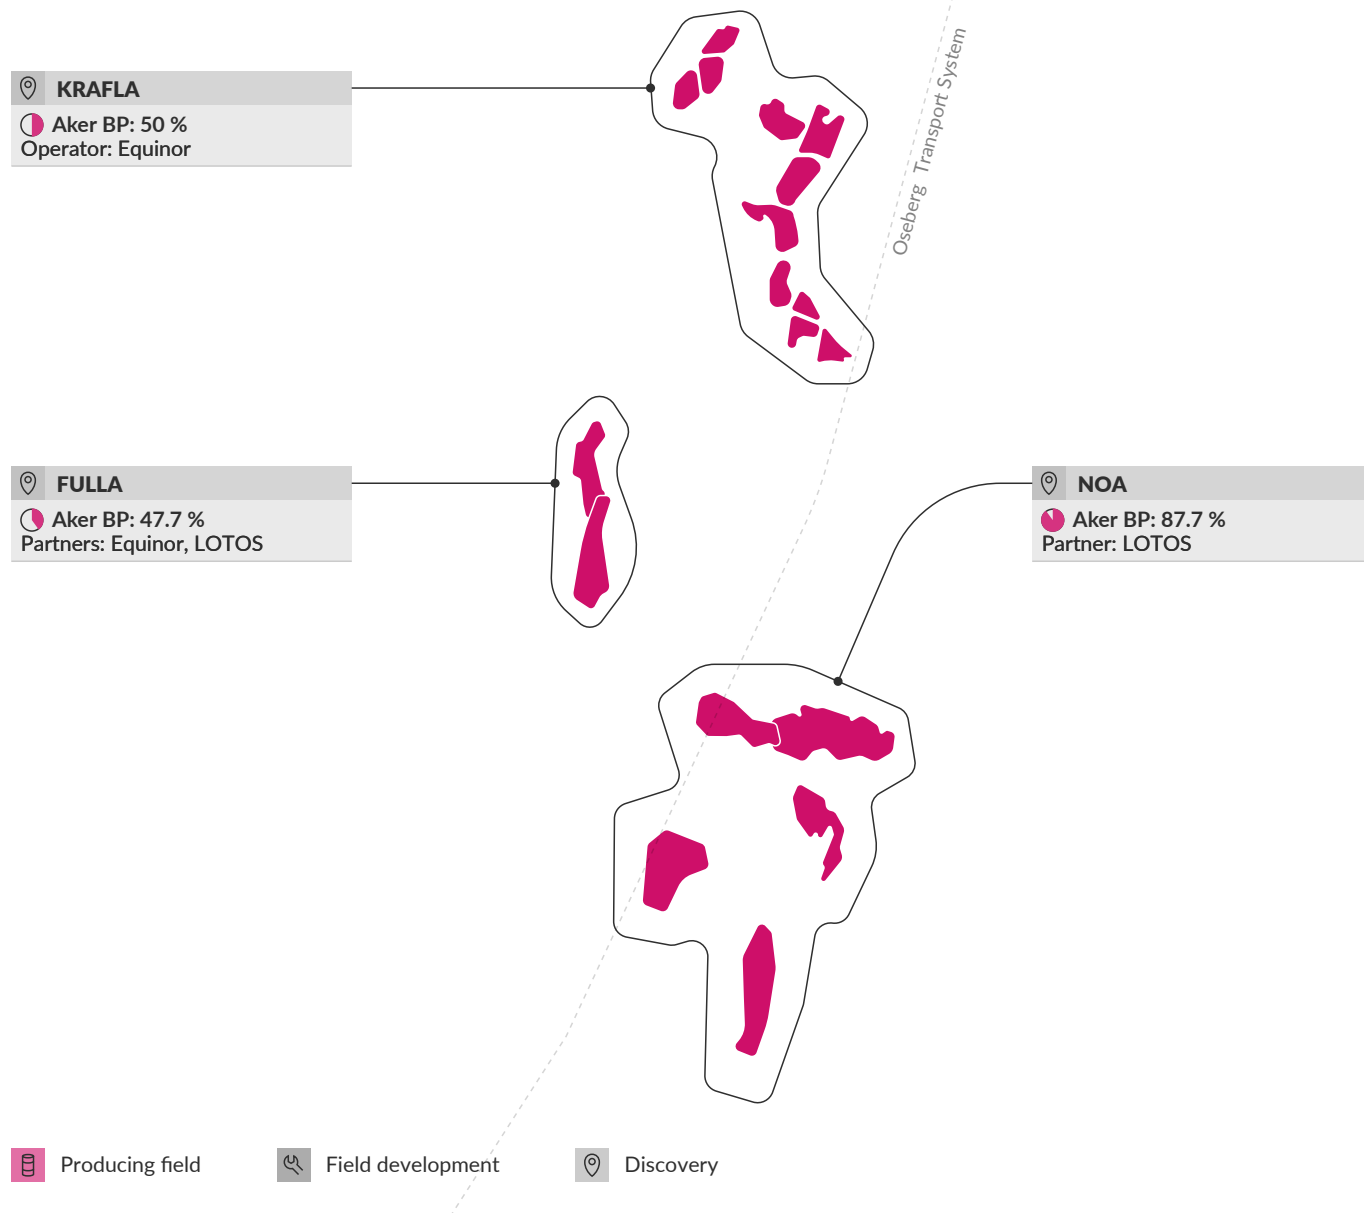 KRAFLA
Aker BP: 50 %
Operator: Equinor
Oseberg Transport System
FULLA
Aker BP: 47.7 %
Partners: Equinor, LOTOS
NOA
Aker BP: 87.7 %
Partner: LOTOS
Producing field
Field development
Discovery